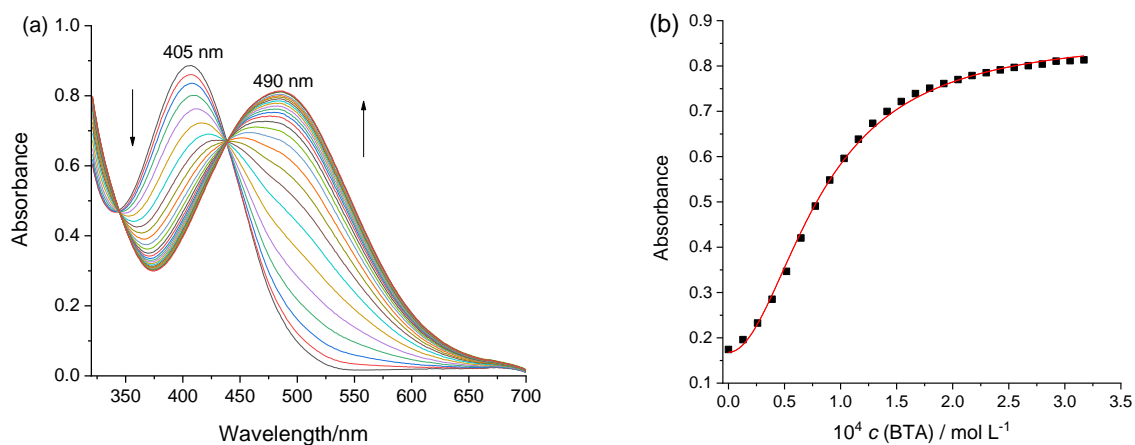 (a)
405 nm
490 nm
1.0
0.8
0.6
0.4
0.2
0.0
Absorbance
350 400 450 500 550 600 650 700
Wavelength/nm
(b)
0.9
0.8
0.7
0.6
0.5
0.4
0.3
0.2
0.1
Absorbance
0.0 0.5 1.0 1.5 2.0 2.5 3.0 3.5
10⁴ c (BTA) / mol L⁻¹